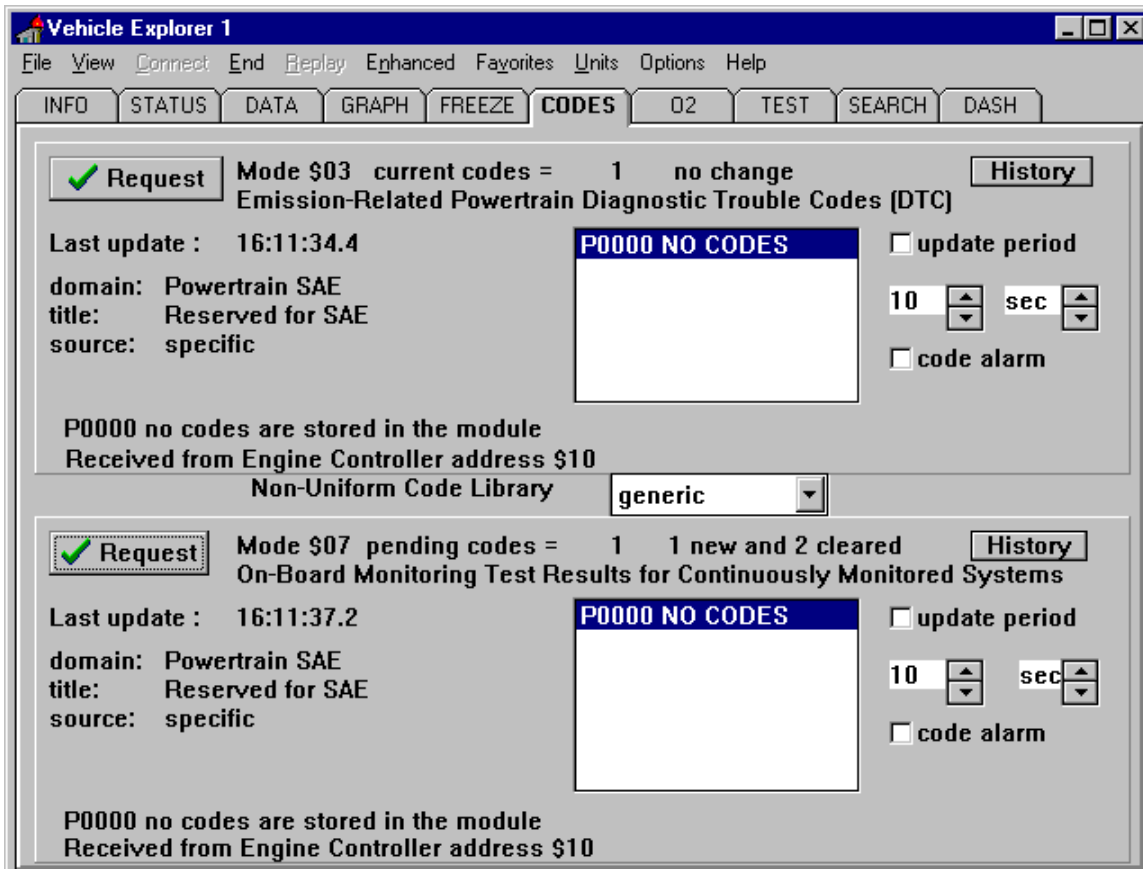 Vehicle Explorer 1
File View Connect End Replay Enhanced Favorites Units Options Help
INFO STATUS DATA GRAPH FREEZE CODES O2 TEST SEARCH DASH
Request Mode $03 current codes = 1 no change History
Emission-Related Powertrain Diagnostic Trouble Codes (DTC)
Last update : 16:11:34.4 P0000 NO CODES update period
domain: Powertrain SAE
10 sec
title: Reserved for SAE
source: specific
code alarm
P0000 no codes are stored in the module
Received from Engine Controller address $10
Non-Uniform Code Library generic
Request Mode $07 pending codes = 1 1 new and 2 cleared History
On-Board Monitoring Test Results for Continuously Monitored Systems
Last update : 16:11:37.2 P0000 NO CODES update period
domain: Powertrain SAE
10 sec
title: Reserved for SAE
source: specific
code alarm
P0000 no codes are stored in the module
Received from Engine Controller address $10